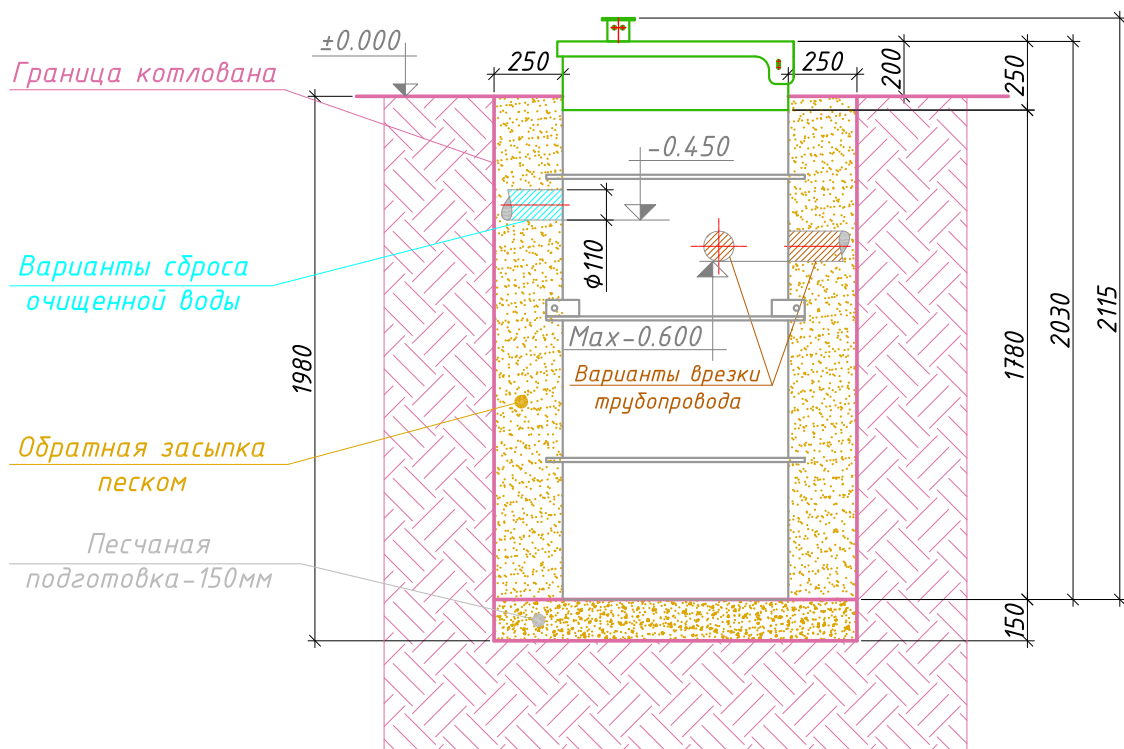 ±0.000
Граница котлована
250
250
200
250
-0.450
Варианты сброса
очищенной воды
ф110
Max-0.600
Варианты врезки
трубопровода
1980
1780
2030
2115
Обратная засыпка
песком
Песчаная
подготовка-150мм
150